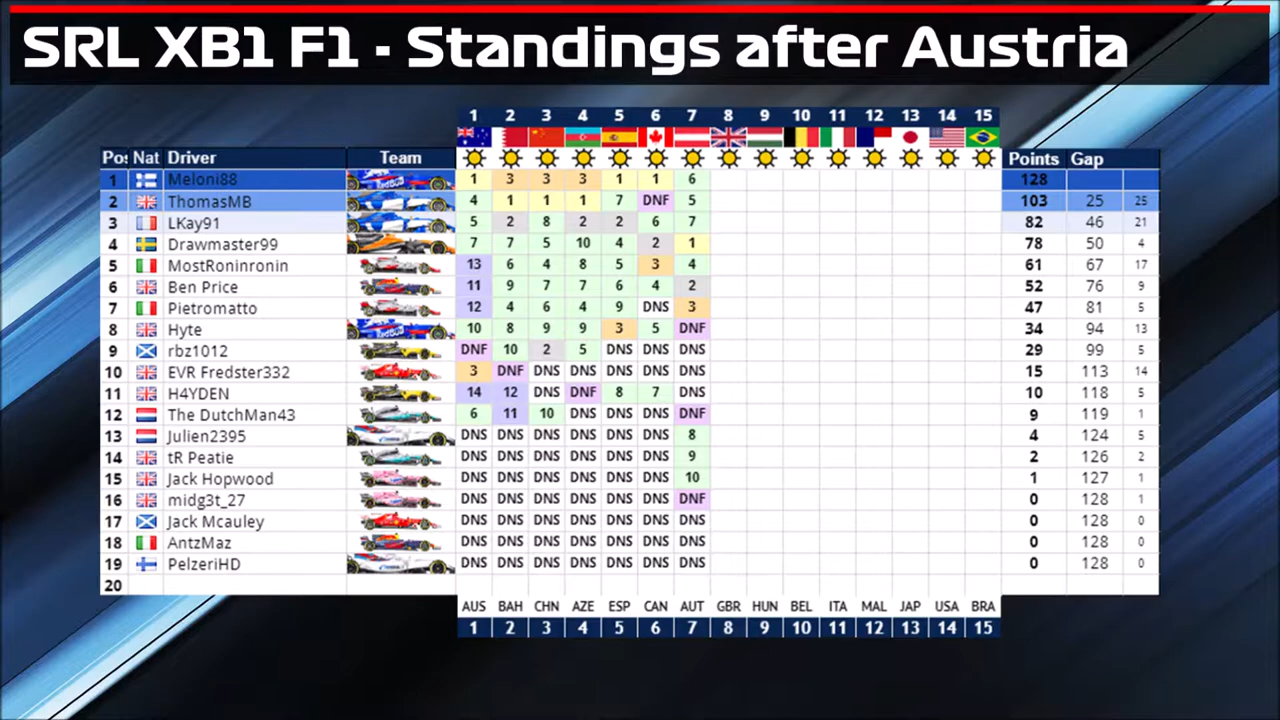 SRL XB1 F1 - Standings after Austria
1 2 3 4 5 6 7 8 9 10 11 12 13 14 15
Pos Nat Driver Team Points Gap
1 Meloni88 1 3 3 3 1 1 6 128
2 ThomasMB 4 1 1 1 7 DNF 5 103 25 25
3 LKay91 5 2 8 2 2 6 7 82 46 21
4 Drawmaster99 7 7 5 10 4 2 1 78 50 4
5 MostRoninronin 13 6 4 8 5 3 4 61 67 17
6 Ben Price 11 9 7 7 6 4 2 52 76 9
7 Pietromatto 12 4 6 4 9 DNS 3 47 81 5
8 Hyte 10 8 9 9 3 5 DNF 34 94 13
9 rbz1012 DNF 10 2 5 DNS DNS DNS 29 99 5
10 EVR Fredster332 3 DNF DNS DNS DNS DNS DNS 15 113 14
11 H4YDEN 14 12 DNS DNF 8 7 DNS 10 118 5
12 The DutchMan43 6 11 10 DNS DNS DNS DNF 9 119 1
13 Julien2395 DNS DNS DNS DNS DNS DNS 8 4 124 5
14 tR Peatie DNS DNS DNS DNS DNS DNS 9 2 126 2
15 Jack Hopwood DNS DNS DNS DNS DNS DNS 10 1 127 1
16 midg3t_27 DNS DNS DNS DNS DNS DNS DNF 0 128 1
17 Jack Mcauley DNS DNS DNS DNS DNS DNS DNS 0 128 0
18 AntzMaz DNS DNS DNS DNS DNS DNS DNS 0 128 0
19 PelzeriHD DNS DNS DNS DNS DNS DNS DNS 0 128 0
20
AUS BAH CHN AZE ESP CAN AUT GBR HUN BEL ITA MAL JAP USA BRA
1 2 3 4 5 6 7 8 9 10 11 12 13 14 15